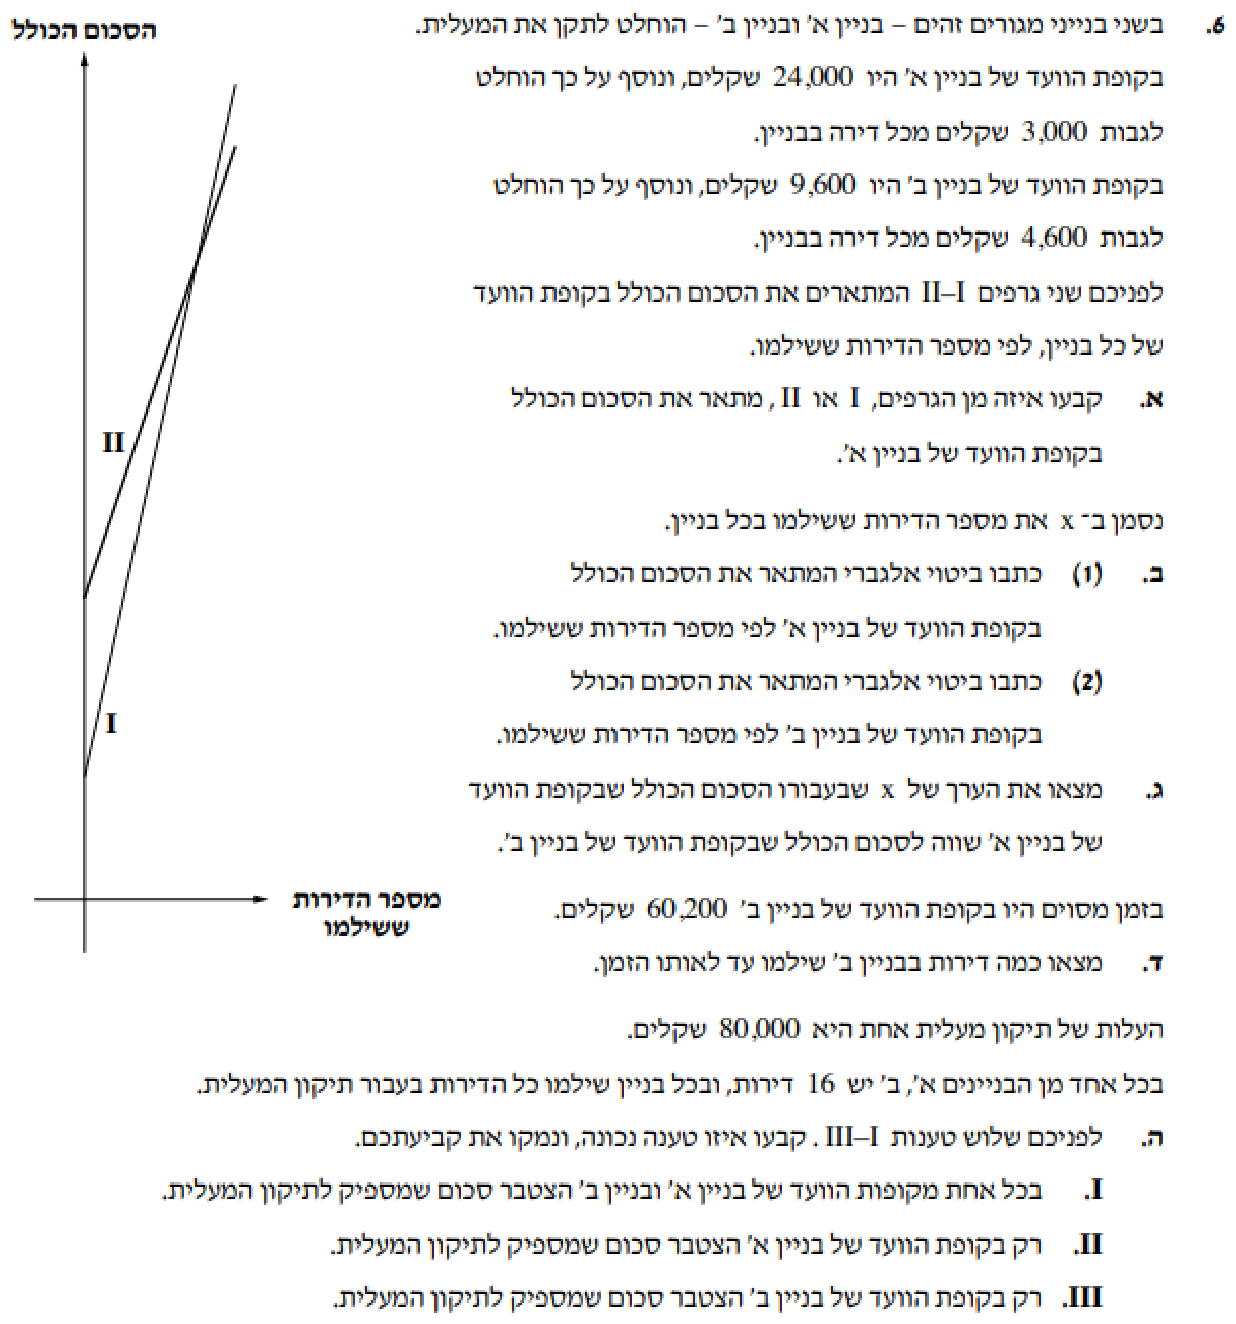 6. בשני בנייני מגורים זהים – בניין א' ובניין ב' – הוחלט לתקן את המעלית.
בקופת הוועד של בניין א' היו 24,000 שקלים, ונוסף על כך הוחלט
לגבות 3,000 שקלים מכל דירה בבניין.
בקופת הוועד של בניין ב' היו 9,600 שקלים, ונוסף על כך הוחלט
לגבות 4,600 שקלים מכל דירה בבניין.
לפניכם שני גרפים I–II המתארים את הסכום הכולל בקופת הוועד
של כל בניין, לפי מספר הדירות ששילמו.
א. קבעו איזה מן הגרפים, I או II, מתאר את הסכום הכולל
בקופת הוועד של בניין א'.
נסמן ב־ x את מספר הדירות ששילמו בכל בניין.
ב. (1) כתבו ביטוי אלגברי המתאר את הסכום הכולל
בקופת הוועד של בניין א' לפי מספר הדירות ששילמו.
(2) כתבו ביטוי אלגברי המתאר את הסכום הכולל
בקופת הוועד של בניין ב' לפי מספר הדירות ששילמו.
ג. מצאו את הערך של x שבעבורו הסכום הכולל שבקופת הוועד
של בניין א' שווה לסכום הכולל שבקופת הוועד של בניין ב'.
בזמן מסוים היו בקופת הוועד של בניין ב' 60,200 שקלים.
ד. מצאו כמה דירות בבניין ב' שילמו עד לאותו הזמן.
העלות של תיקון מעלית אחת היא 80,000 שקלים.
בכל אחד מן הבניינים א', ב' יש 16 דירות, ובכל בניין שילמו כל הדירות בעבור תיקון המעלית.
ה. לפניכם שלוש טענות I–III. קבעו איזו טענה נכונה, ונמקו את קביעתכם.
I. בכל אחת מקופות הוועד של בניין א' ובניין ב' הצטבר סכום שמספיק לתיקון המעלית.
II. רק בקופת הוועד של בניין א' הצטבר סכום שמספיק לתיקון המעלית.
III. רק בקופת הוועד של בניין ב' הצטבר סכום שמספיק לתיקון המעלית.
הסכום הכולל
II
I
מספר הדירות
ששילמו